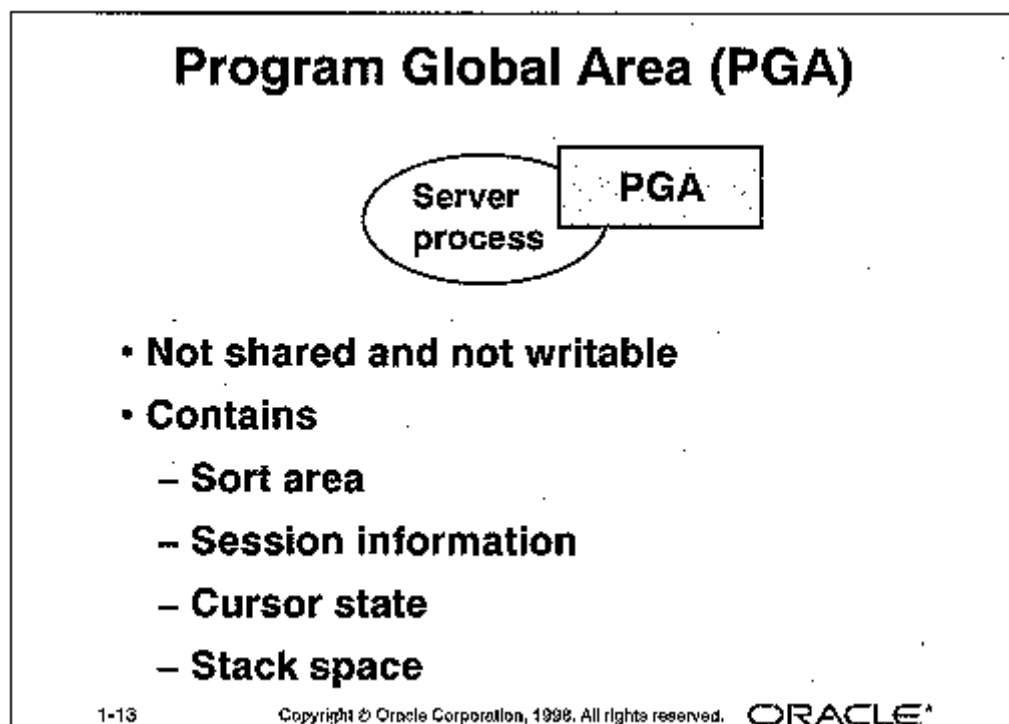 Program Global Area (PGA)
Server
process
PGA
• Not shared and not writable
• Contains
– Sort area
– Session information
– Cursor state
– Stack space
1-13
Copyright © Oracle Corporation, 1998. All rights reserved.
ORACLE